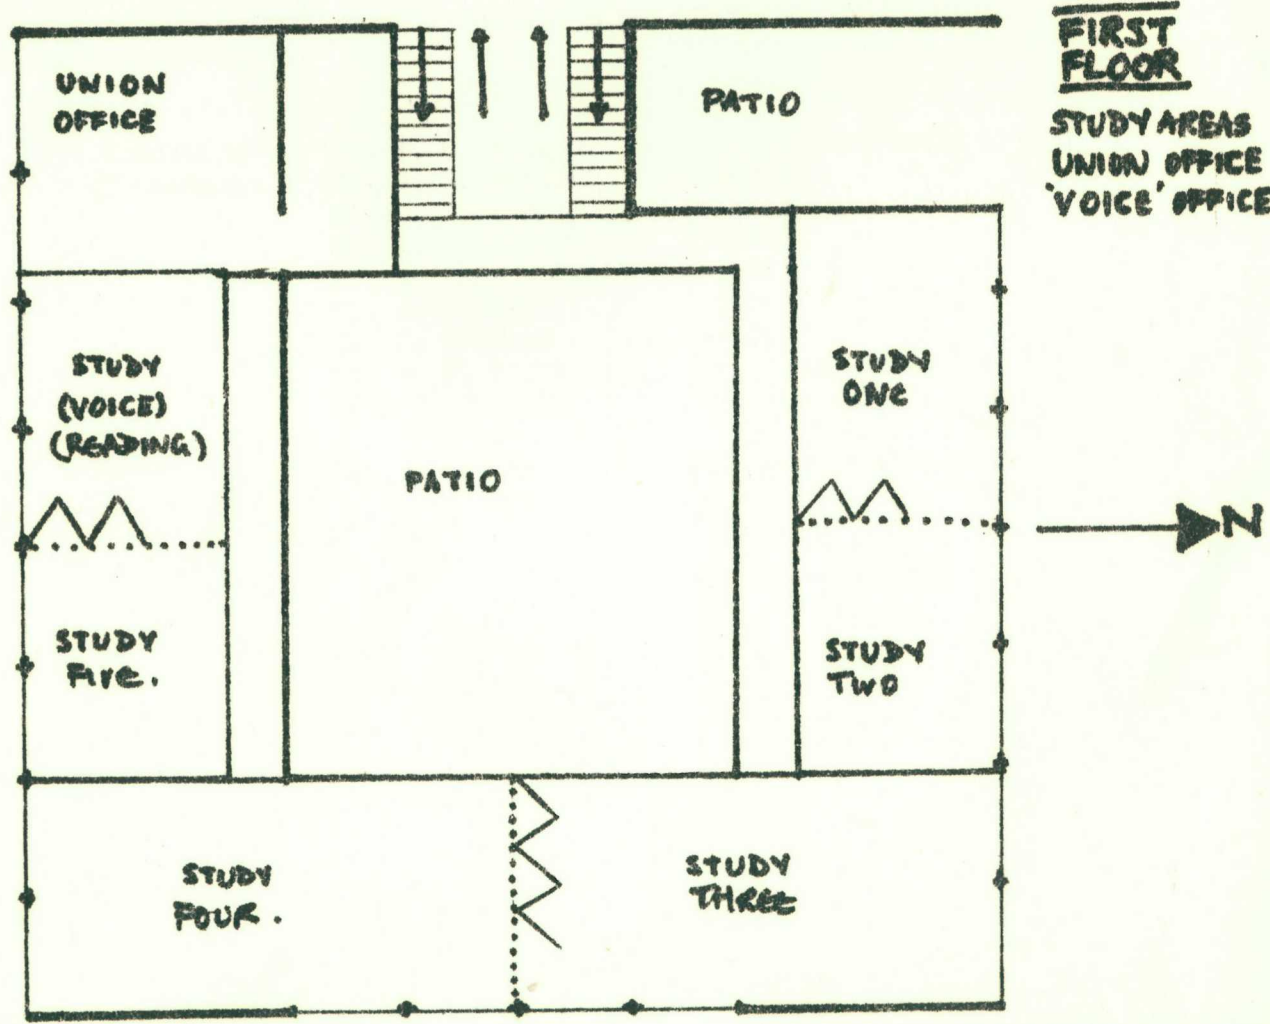 FIRST
FLOOR
STUDY AREAS
UNION OFFICE
'VOICE' OFFICE
UNION
OFFICE
PATIO
STUDY
(VOICE)
(READING)
PATIO
STUDY
ONE
N
STUDY
FIVE.
STUDY
TWO
STUDY
FOUR.
STUDY
THREE